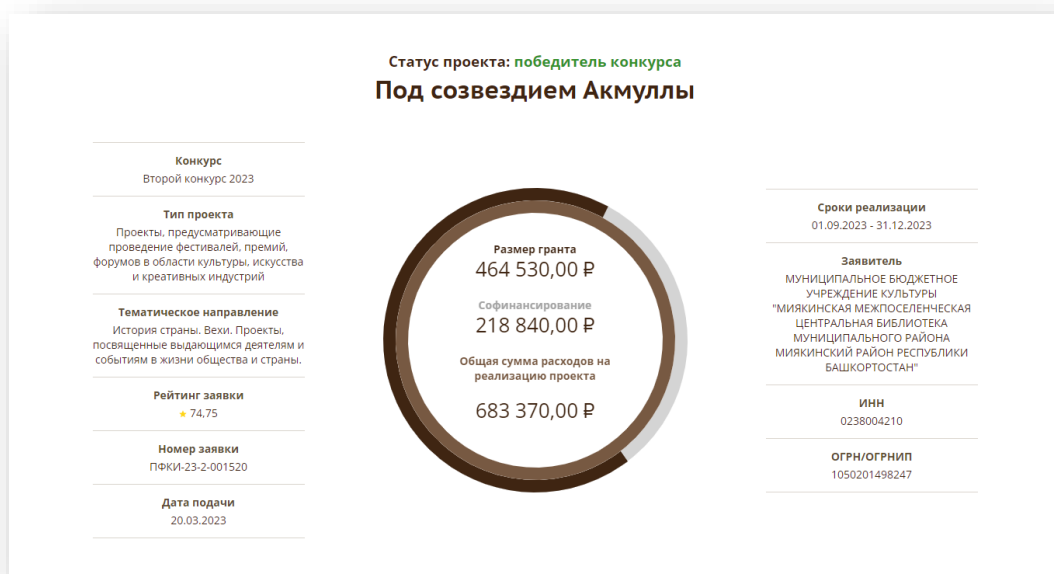 Статус проекта: победитель конкурса
Под созвездием Акмуллы
Конкурс
Второй конкурс 2023
Тип проекта
Проекты, предусматривающие
проведение фестивалей, премий,
форумов в области культуры, искусства
и креативных индустрий
Тематическое направление
История страны. Вехи. Проекты,
посвященные выдающимся деятелям и
событиям в жизни общества и страны.
Рейтинг заявки
74,75
Номер заявки
ПФКИ-23-2-001520
Дата подачи
20.03.2023
Размер гранта
464 530,00 ₽
Софинансирование
218 840,00 ₽
Общая сумма расходов на
реализацию проекта
683 370,00 ₽
Сроки реализации
01.09.2023 - 31.12.2023
Заявитель
МУНИЦИПАЛЬНОЕ БЮДЖЕТНОЕ
УЧРЕЖДЕНИЕ КУЛЬТУРЫ
"МИЯКИНСКАЯ МЕЖПОСЕЛЕНЧЕСКАЯ
ЦЕНТРАЛЬНАЯ БИБЛИОТЕКА
МУНИЦИПАЛЬНОГО РАЙОНА
МИЯКИНСКИЙ РАЙОН РЕСПУБЛИКИ
БАШКОРТОСТАН"
ИНН
0238004210
ОГРН/ОГРНИП
1050201498247